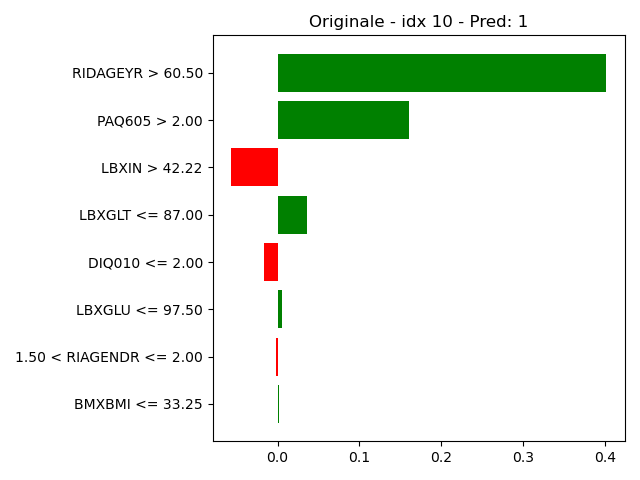 Originale - idx 10 - Pred: 1
RIDAGEYR > 60.50
PAQ605 > 2.00
LBXIN > 42.22
LBXGLT <= 87.00
DIQ010 <= 2.00
LBXGLU <= 97.50
1.50 < RIAGENDR <= 2.00
BMXBMI <= 33.25
0.0 0.1 0.2 0.3 0.4